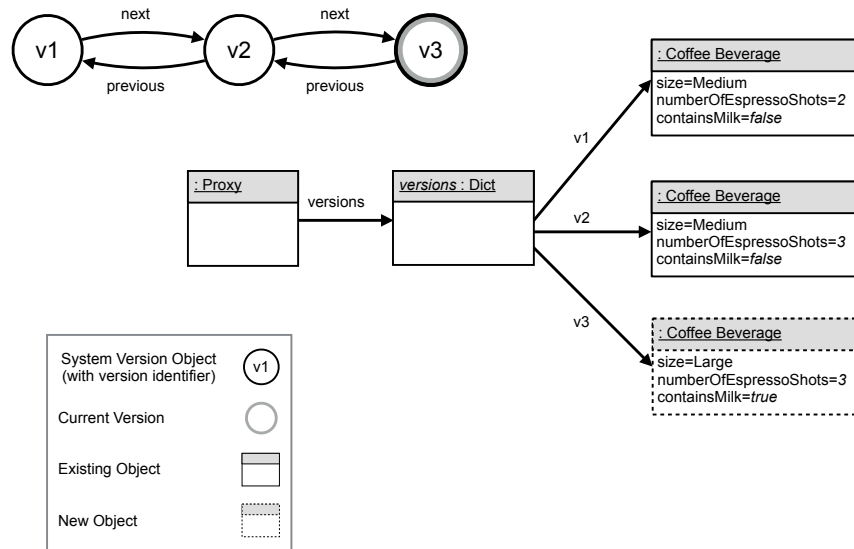 next
next
v1
v2
v3
previous
previous
: Coffee Beverage
size=Medium
numberOfEspressoShots=2
containsMilk=false
v1
: Proxy
versions
versions : Dict
v2
: Coffee Beverage
size=Medium
numberOfEspressoShots=3
containsMilk=false
v3
: Coffee Beverage
size=Large
numberOfEspressoShots=3
containsMilk=true
System Version Object
(with version identifier)
v1
Current Version
Existing Object
New Object